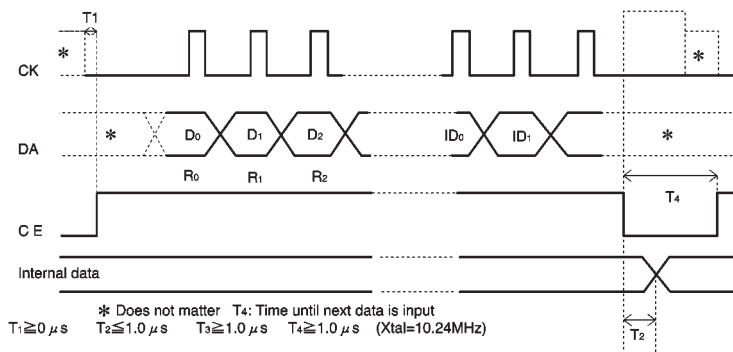 T1
*
*
CK
* D0 D1 D2 ID0 ID1 *
DA
R0 R1 R2
T4
CE
Internal data
* Does not matter T4: Time until next data is input
T1≧0 μs T2≦1.0 μs T3≧1.0 μs T4≧1.0 μs (Xtal=10.24MHz)
T2